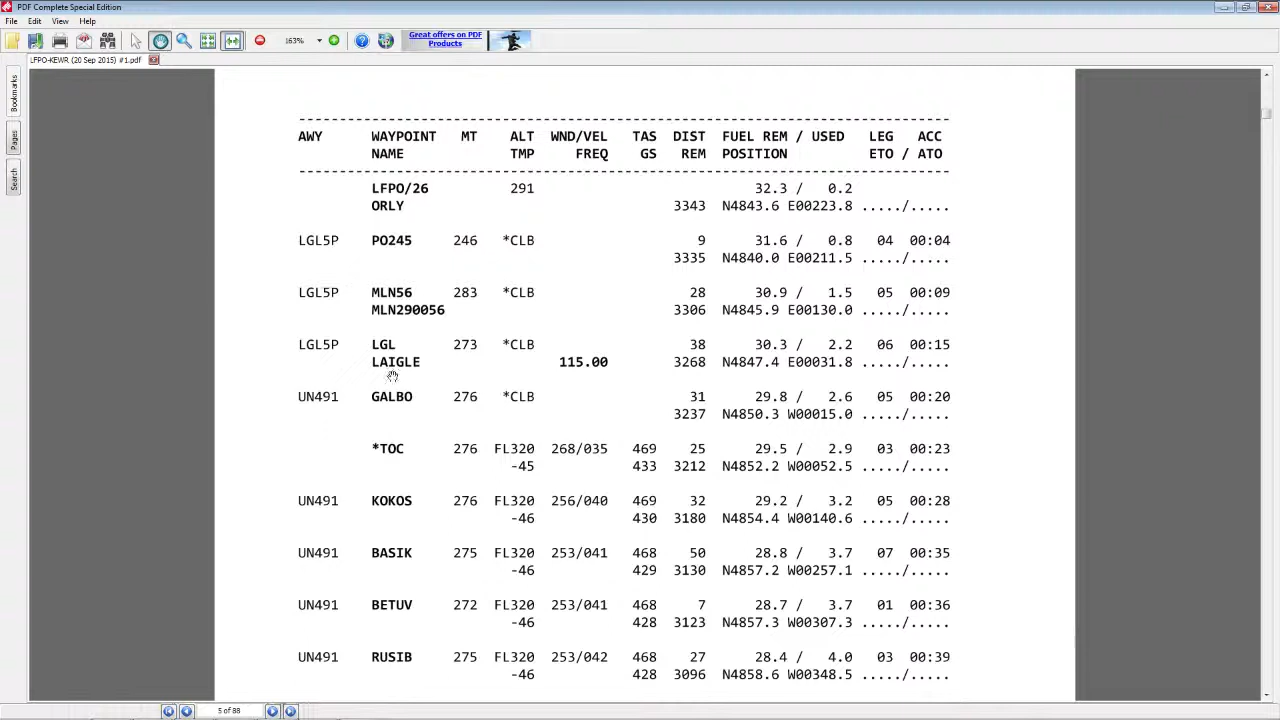 PDF Complete Special Edition
File Edit View Help
163% Great offers on PDF Products
LFPO-KEWR (20 Sep 2015) #1.pdf
Bookmarks
Pages
Search
AWY WAYPOINT MT ALT WND/VEL TAS DIST FUEL REM / USED LEG ACC
NAME TMP FREQ GS REM POSITION ETO / ATO
LFPO/26 291 32.3 / 0.2
ORLY 3343 N4843.6 E00223.8 ...../.....
LGL5P PO245 246 *CLB 9 31.6 / 0.8 04 00:04
3335 N4840.0 E00211.5 ...../.....
LGL5P MLN56 283 *CLB 28 30.9 / 1.5 05 00:09
MLN290056 3306 N4845.9 E00130.0 ...../.....
LGL5P LGL 273 *CLB 38 30.3 / 2.2 06 00:15
LAIGLE 115.00 3268 N4847.4 E00031.8 ...../.....
UN491 GALBO 276 *CLB 31 29.8 / 2.6 05 00:20
3237 N4850.3 W00015.0 ...../.....
*TOC 276 FL320 268/035 469 25 29.5 / 2.9 03 00:23
-45 433 3212 N4852.2 W00052.5 ...../.....
UN491 KOKOS 276 FL320 256/040 469 32 29.2 / 3.2 05 00:28
-46 430 3180 N4854.4 W00140.6 ...../.....
UN491 BASIK 275 FL320 253/041 468 50 28.8 / 3.7 07 00:35
-46 429 3130 N4857.2 W00257.1 ...../.....
UN491 BETUV 272 FL320 253/041 468 7 28.7 / 3.7 01 00:36
-46 428 3123 N4857.3 W00307.3 ...../.....
UN491 RUSIB 275 FL320 253/042 468 27 28.4 / 4.0 03 00:39
-46 428 3096 N4858.6 W00348.5 ...../.....
5 of 88